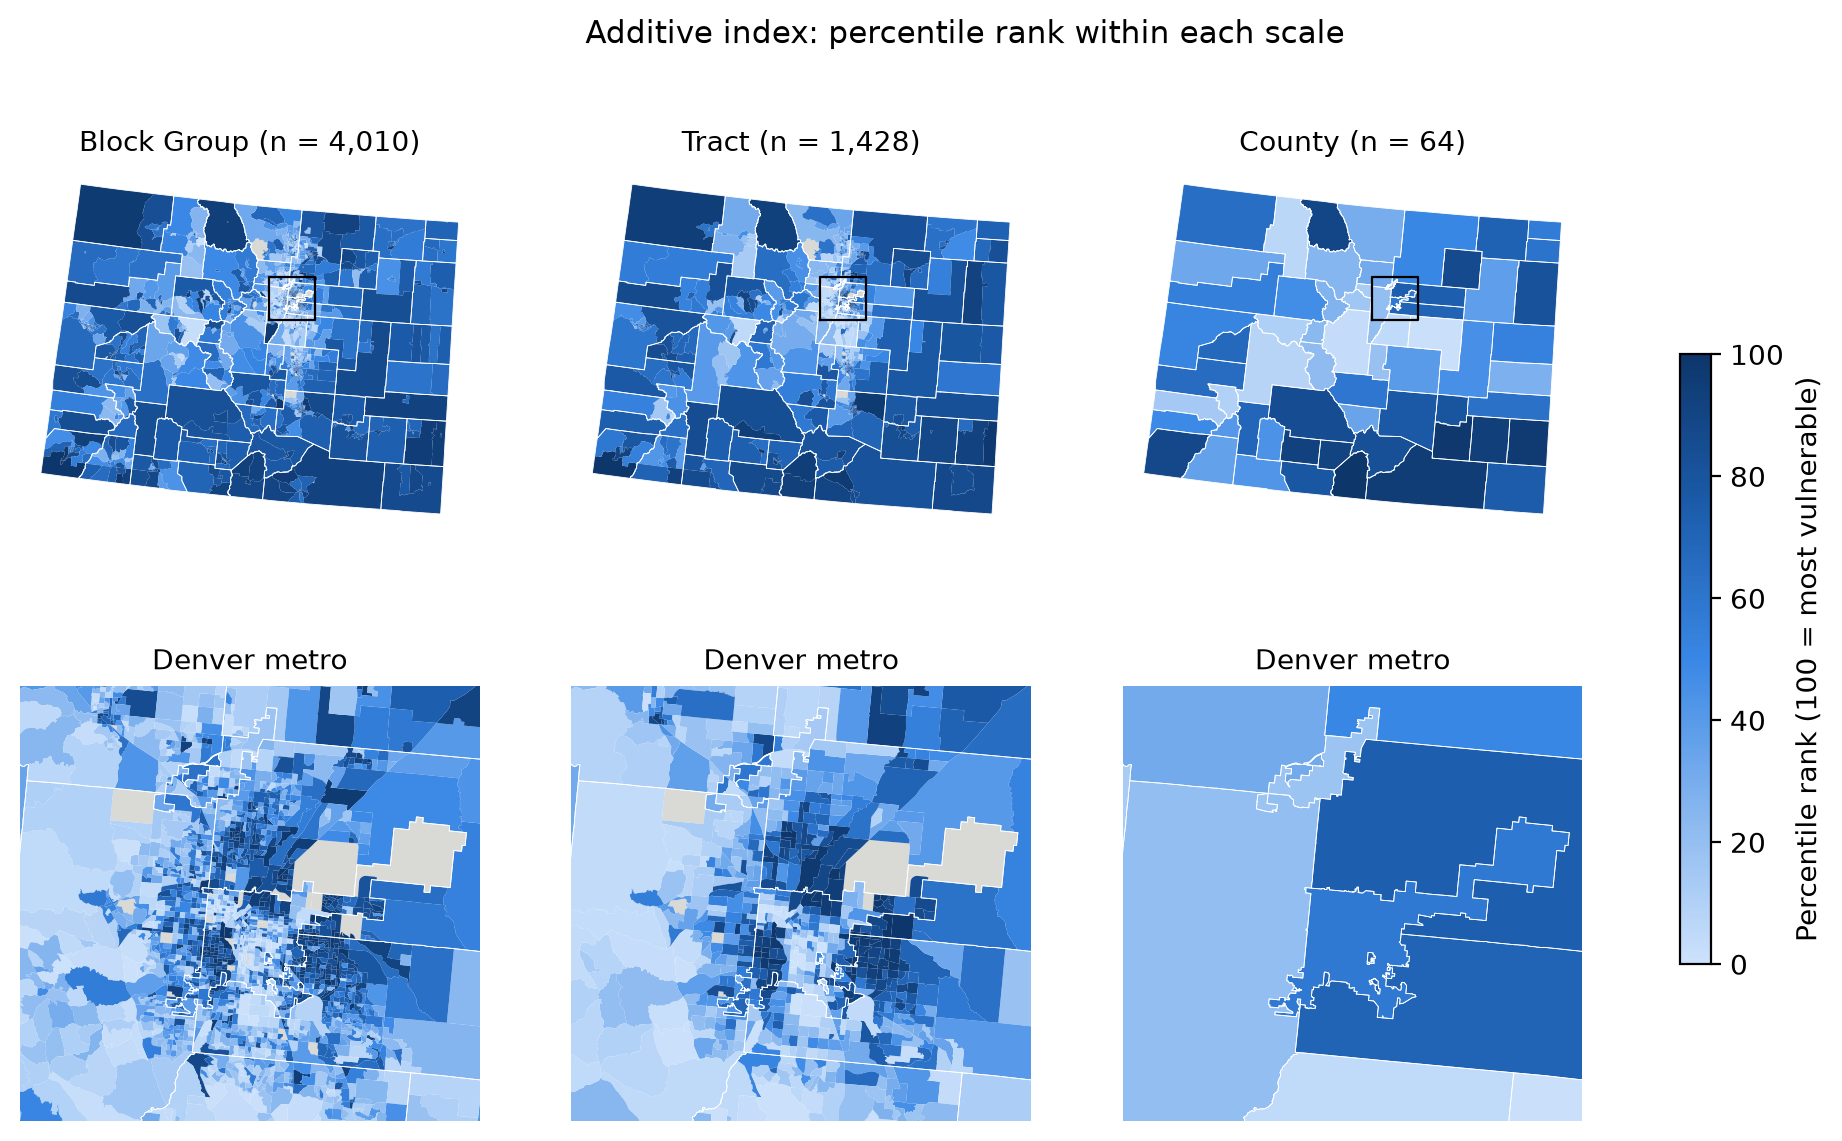 Additive index: percentile rank within each scale
Block Group (n = 4,010)
Tract (n = 1,428)
County (n = 64)
Denver metro
Denver metro
Denver metro
100
80
60
40
20
0
Percentile rank (100 = most vulnerable)